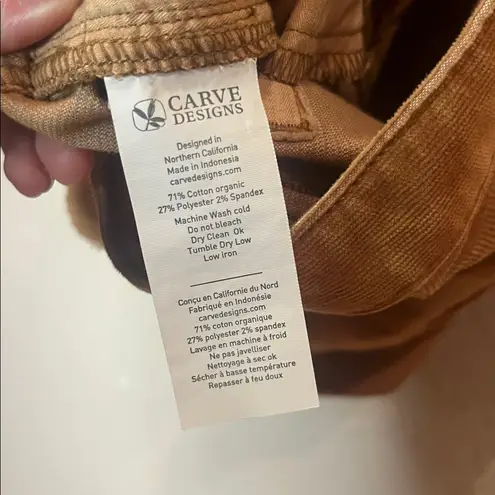 CARVE
DESIGNS
Designed in
Northern California
Made in Indonesia
carvedesigns.com
71% Cotton organic
27% Polyester 2% Spandex
Machine Wash cold
Do not bleach
Dry Clean Ok
Tumble Dry Low
Low iron
Conçu en Californie du Nord
Fabriqué en Indonésie
carvedesigns.com
71% coton organique
27% polyester 2% spandex
Lavage en machine à froid
Ne pas javelliser
Nettoyage à sec ok
Sécher à basse température
Repasser à feu doux